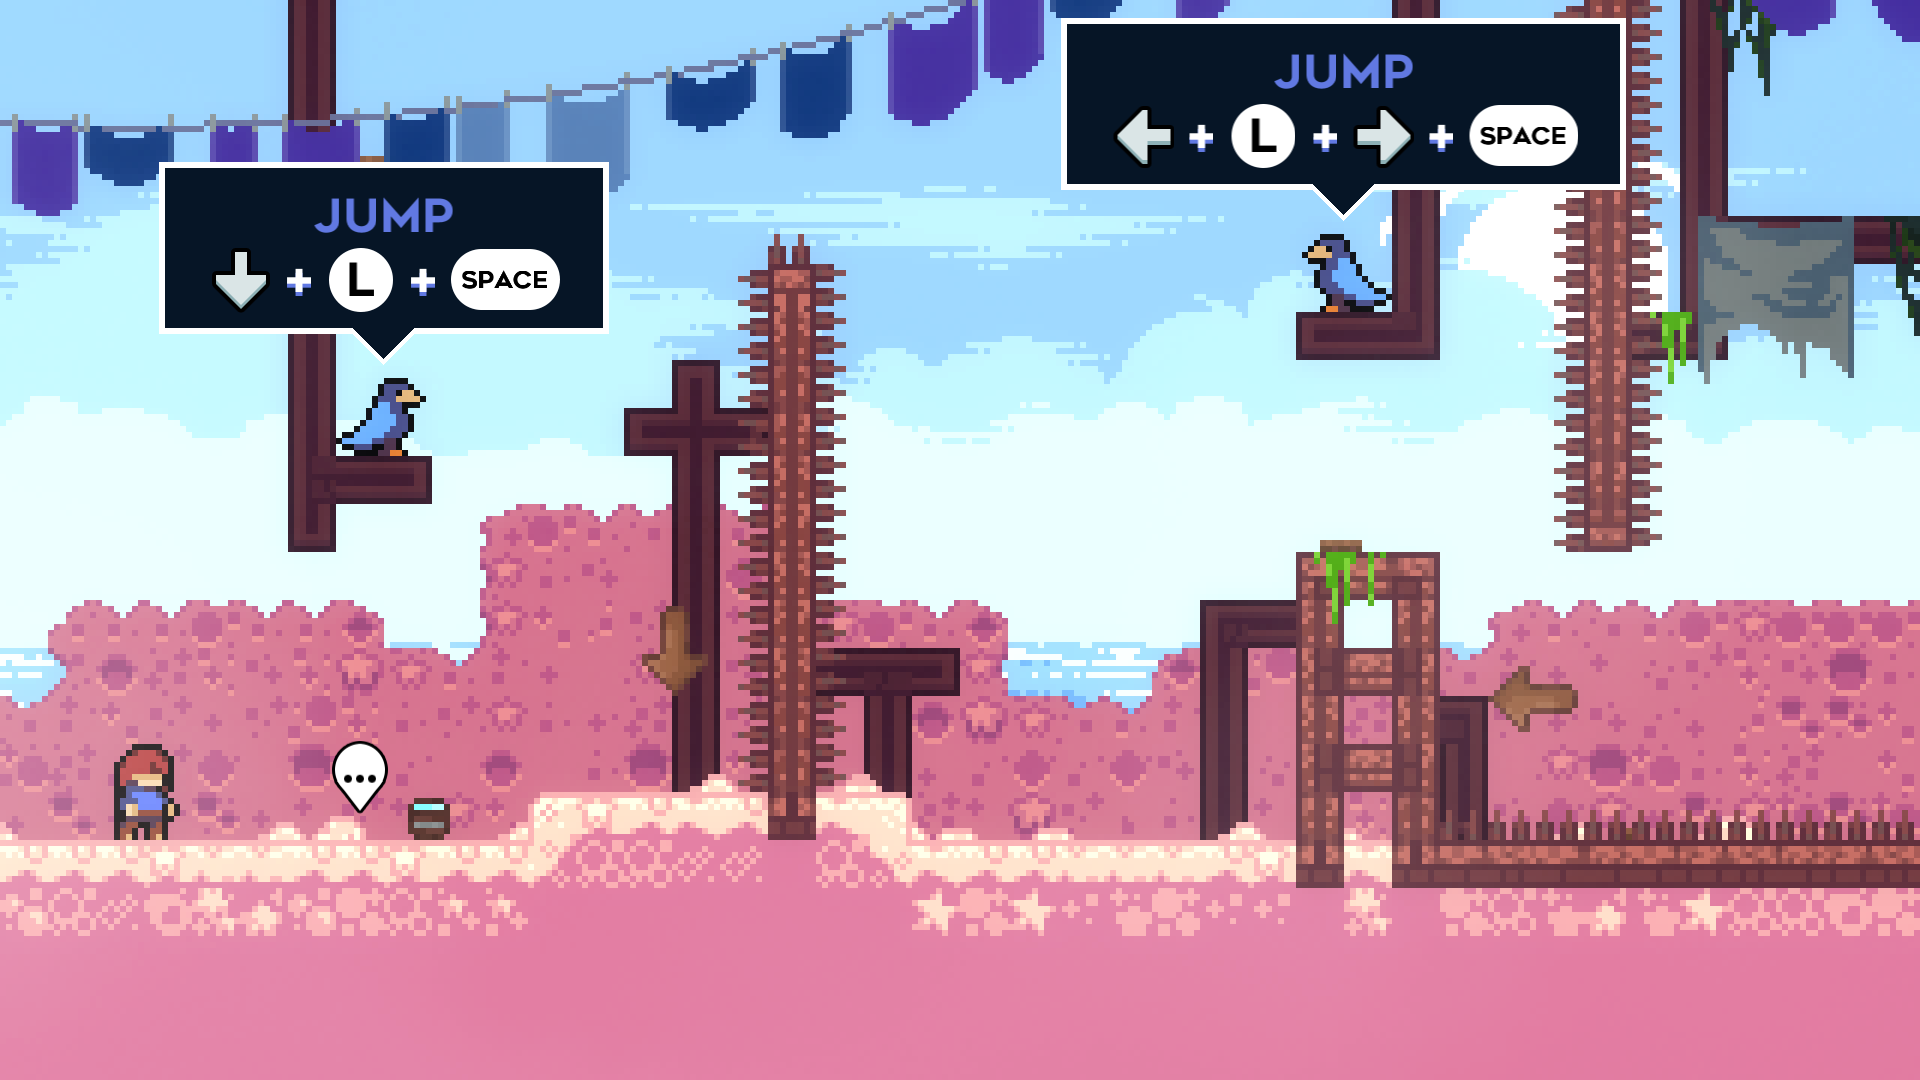 JUMP
+ L + SPACE
JUMP
+ L + + SPACE
...